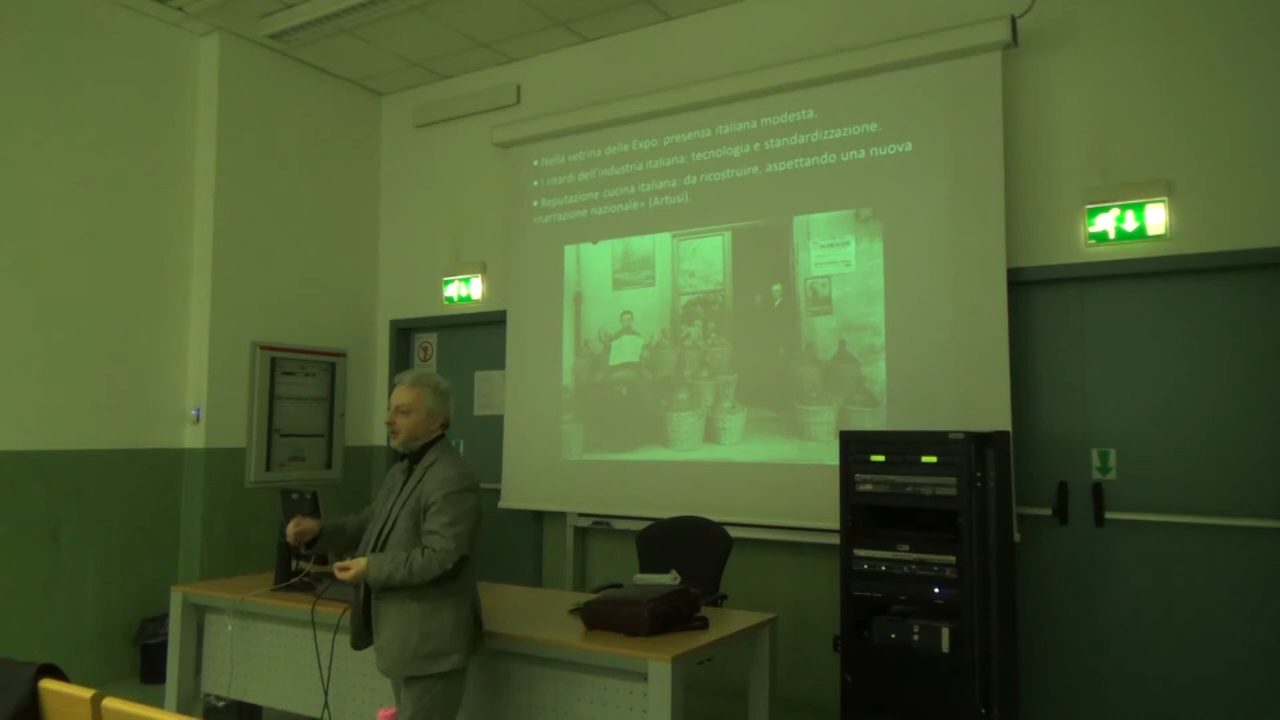 • Nella vetrina delle Expo: presenza italiana modesta.
• I ritardi dell'industria italiana: tecnologia e standardizzazione.
• Reputazione cucina italiana: da ricostruire, aspettando una nuova
«narrazione nazionale» (Artusi).